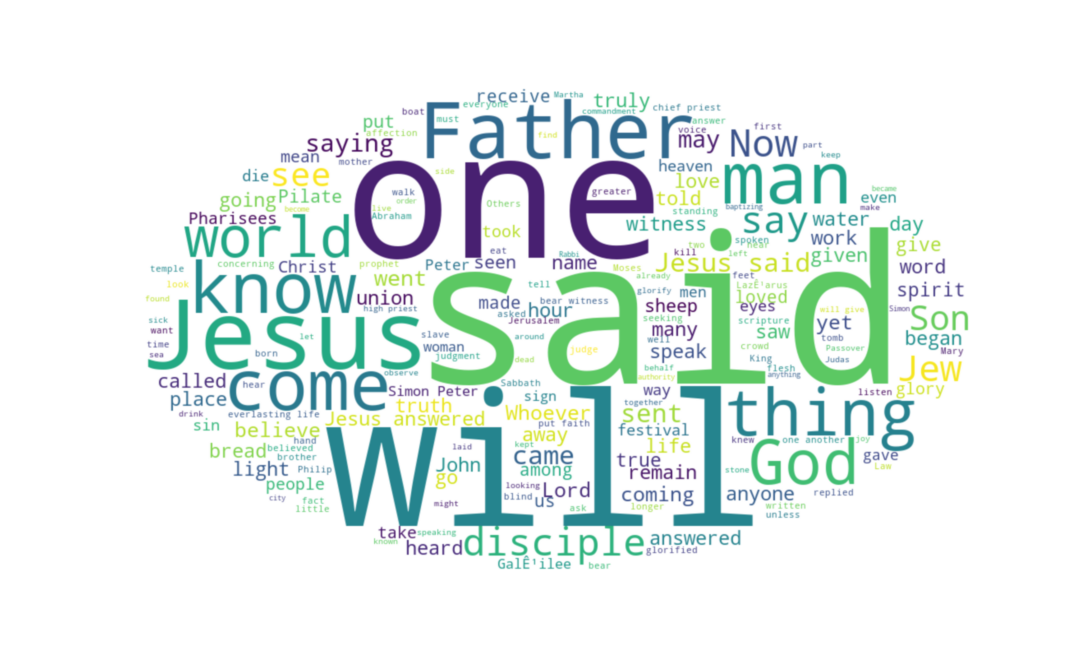 receive Martha truly
everyone commandment chief priest
boat Father must answer
put affection find voice may Now first
saying part
mean mother one heaven man keep
die see side greater love became
going Pilate walk order told say even
Pharisees live Abraham become Others standing baptizing make
world took witness water day
two spoken near work
concerning prophet eat Rabbi kill left given give
temple know Christ Peter seen name Moses Jesus said word
look went tell already feet
found union made bear witness glorify men LazÊ¹arus will give spirit
high priest asked hour sheep loved eyes Simon Son
sick Jesus said Jerusalem seeking scripture
want let slave around many saw yet began
time woman well crowd tomb Passover
sea born judgment dead judge speak King Judas Mary
called come observe Sabbath behalf flesh Jew
hear Simon Peter authority anything
place sign way listen glory
drink everlasting life truth Whoever together thing
sin Jesus answered will put faith sent festival knew one another joy
believe hand away life God
bread believed laid kept came true gave Law
brother John looking among remain stone
light Philip go blind Lord coming anyone replied
people city us
fact might ask longer written
little unless
take speaking disciple answered
known heard glorified
GalÊ¹ilee bear